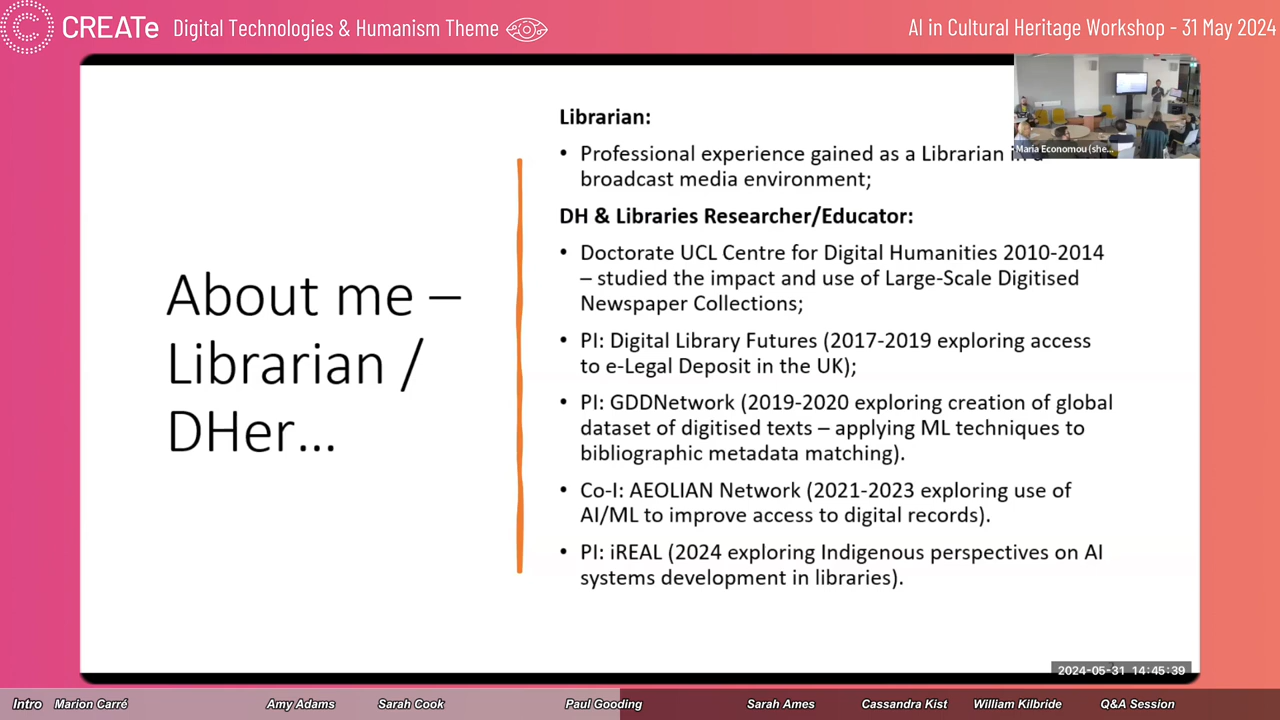 CREATe Digital Technologies & Humanism Theme
AI in Cultural Heritage Workshop - 31 May 2024
Maria Economou (she...
About me –
Librarian /
DHer...
Librarian:
• Professional experience gained as a Librarian in a
broadcast media environment;
DH & Libraries Researcher/Educator:
• Doctorate UCL Centre for Digital Humanities 2010-2014
– studied the impact and use of Large-Scale Digitised
Newspaper Collections;
• PI: Digital Library Futures (2017-2019 exploring access
to e-Legal Deposit in the UK);
• PI: GDDNetwork (2019-2020 exploring creation of global
dataset of digitised texts – applying ML techniques to
bibliographic metadata matching).
• Co-I: AEOLIAN Network (2021-2023 exploring use of
AI/ML to improve access to digital records).
• PI: iREAL (2024 exploring Indigenous perspectives on AI
systems development in libraries).
2024-05-31 14:45:39
Intro Marion Carré Amy Adams Sarah Cook Paul Gooding Sarah Ames Cassandra Kist William Kilbride Q&A Session